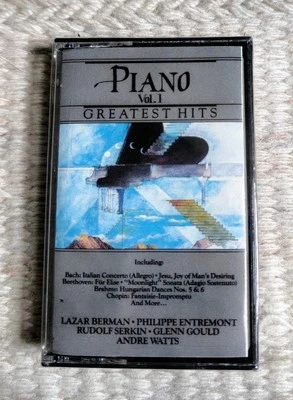 PIANO
Vol. I
GREATEST HITS
Including:
Bach: Italian Concerto (Allegro) • Jesu, Joy of Man's Desiring
Beethoven: Für Elise • "Moonlight" Sonata (Adagio Sostenuto)
Brahms: Hungarian Dances Nos. 5 & 6
Chopin: Fantaisie-Impromptu
And More...
LAZAR BERMAN • PHILIPPE ENTREMONT
RUDOLF SERKIN • GLENN GOULD
ANDRE WATTS